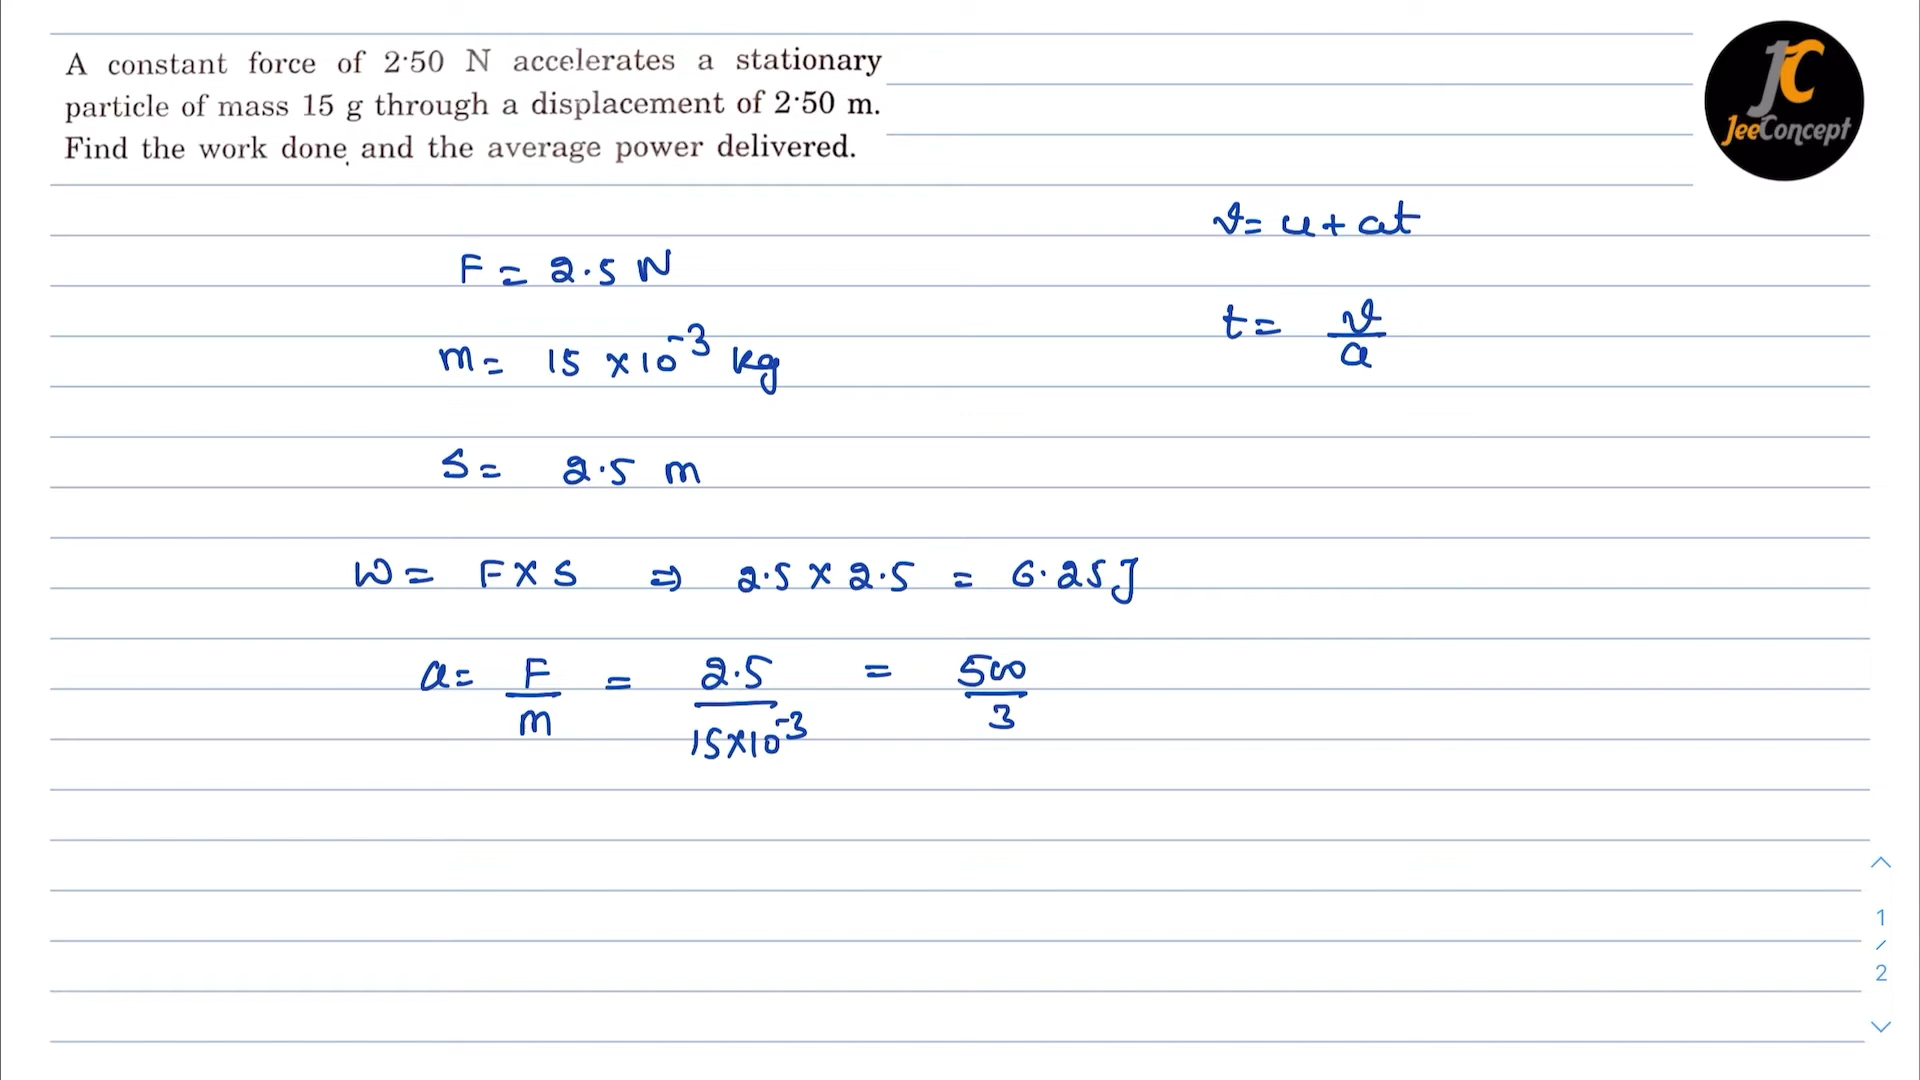 A constant force of 2·50 N accelerates a stationary
particle of mass 15 g through a displacement of 2·50 m.
Find the work done and the average power delivered.
JC
JeeConcept
v = u + at
t = v/a
F = 2.5 N
m = 15 × 10⁻³ kg
S = 2.5 m
W = F × S ⇒ 2.5 × 2.5 = 6.25 J
a = F/m = 2.5/15×10⁻³ = 500/3
1
/
2